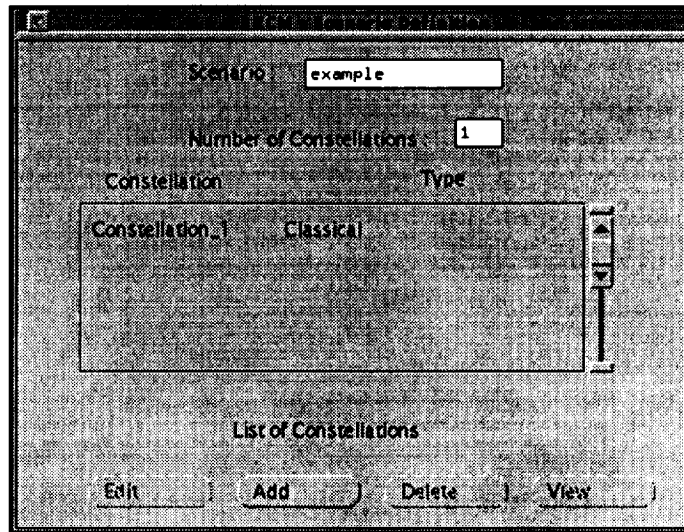 Scenario : example
Number of Constellations : 1
Constellation Type
Constellation_1 Classical
List of Constellations
Edit Add Delete View